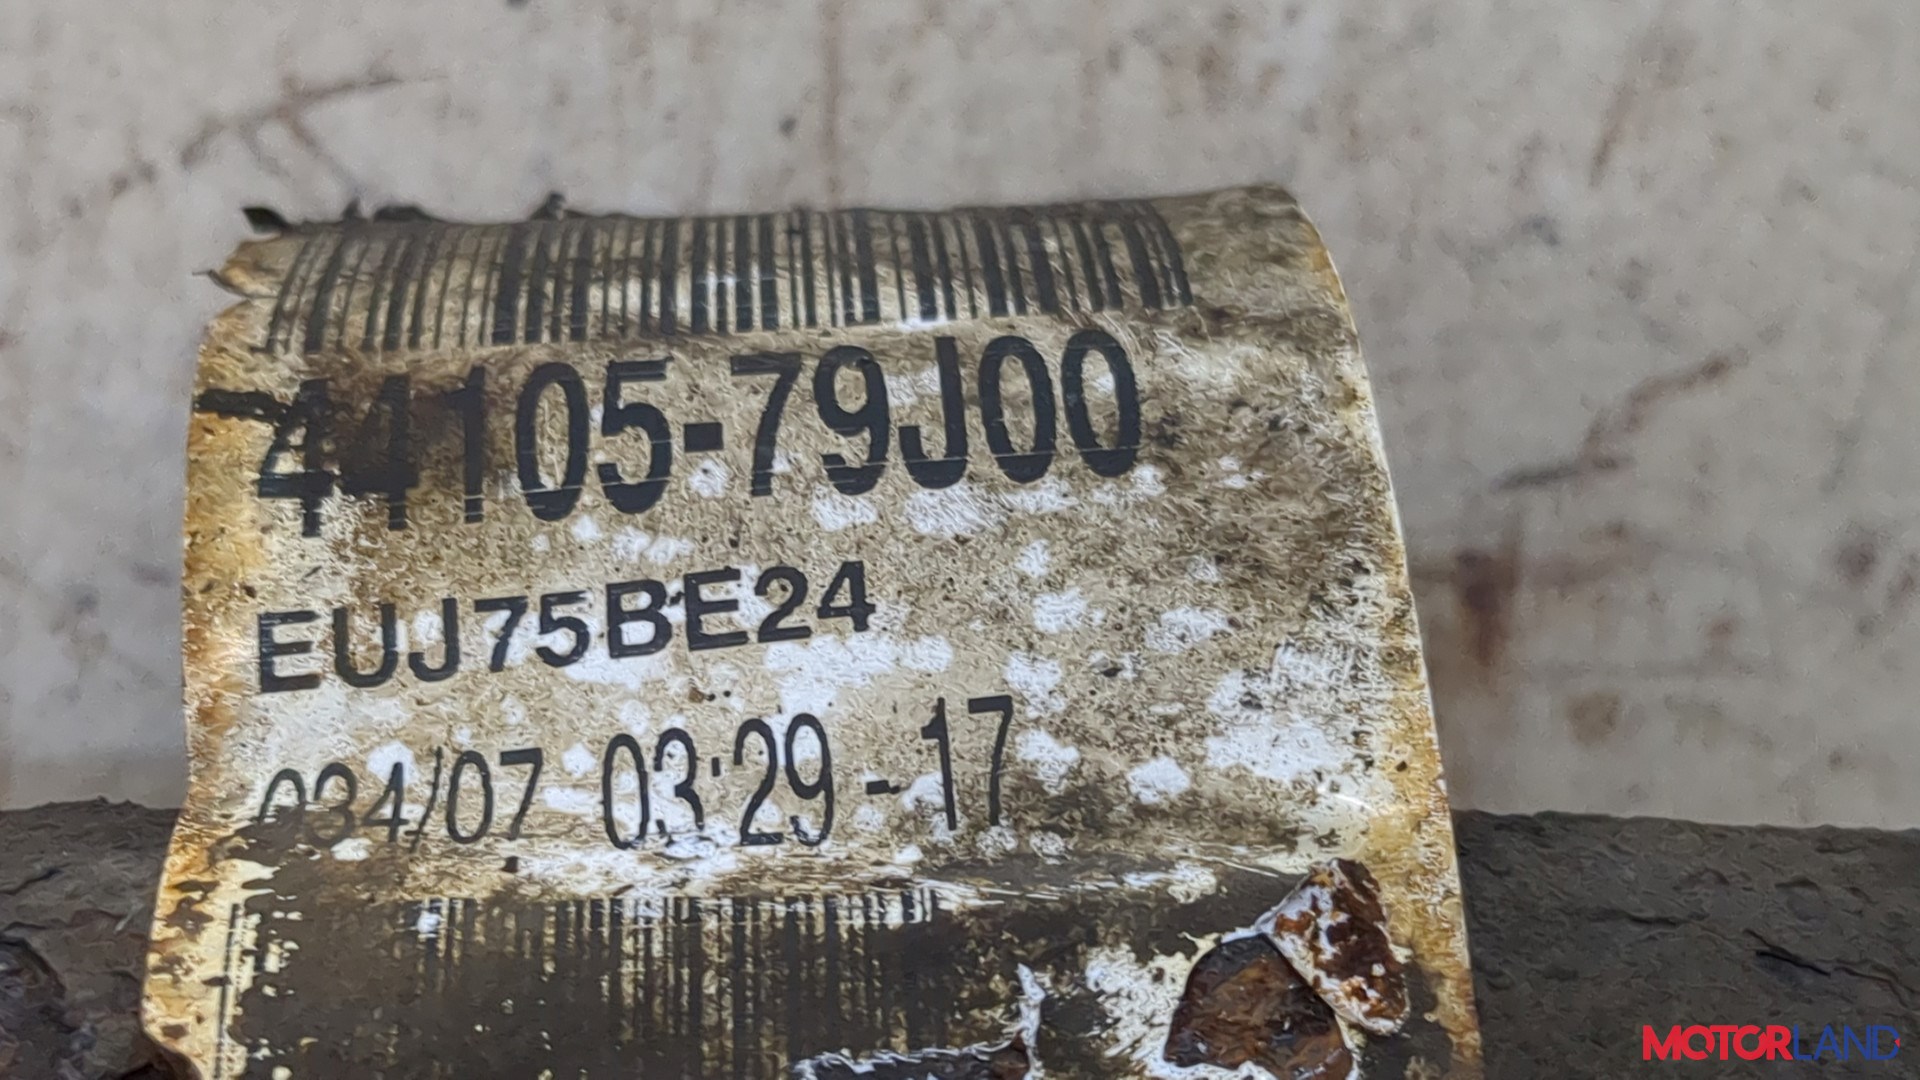 44105-79J00
EUJ75BE24
034/07 03:29 - 17
MOTORLAND